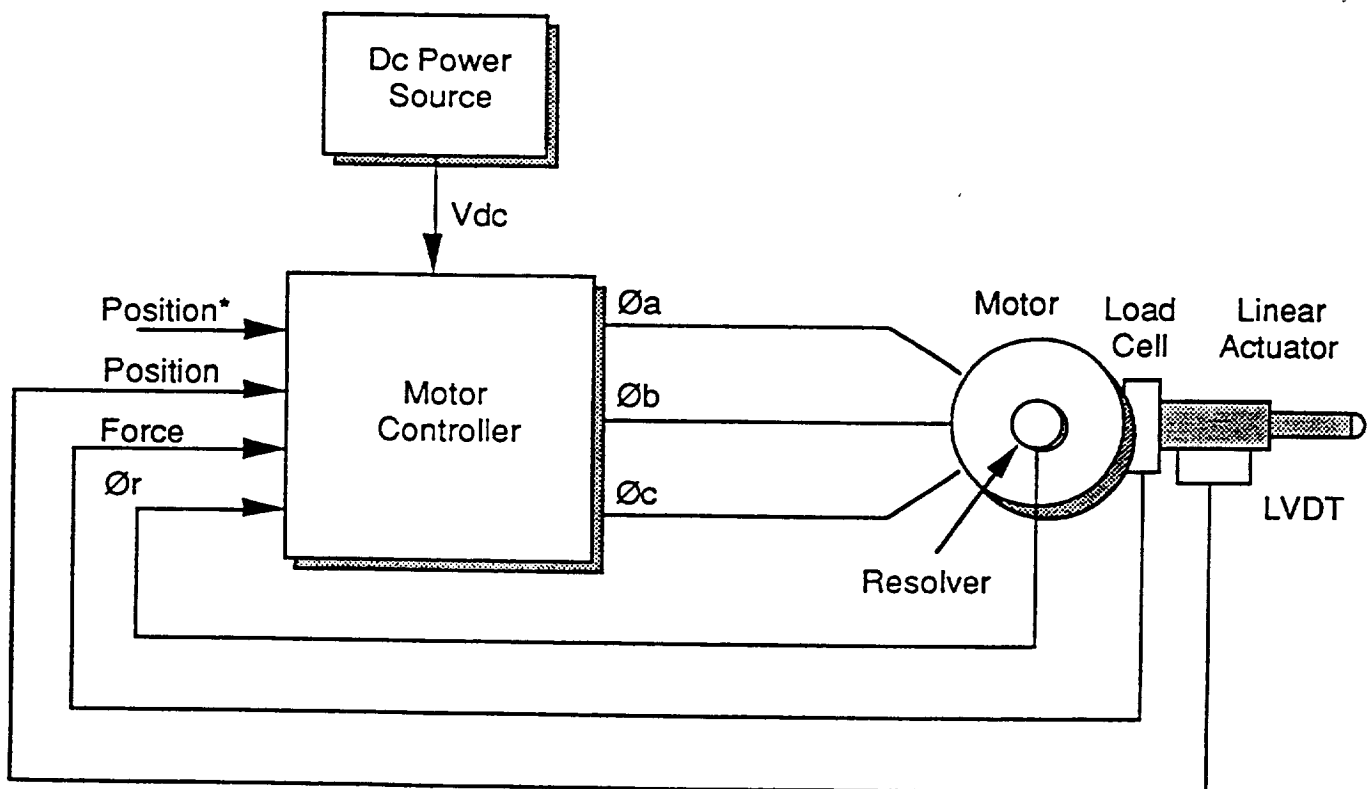 Dc Power
Source
Vdc
Position*
Position
Force
Ør
Motor
Controller
Øa
Øb
Øc
Motor
Load
Cell
Linear
Actuator
Resolver
LVDT